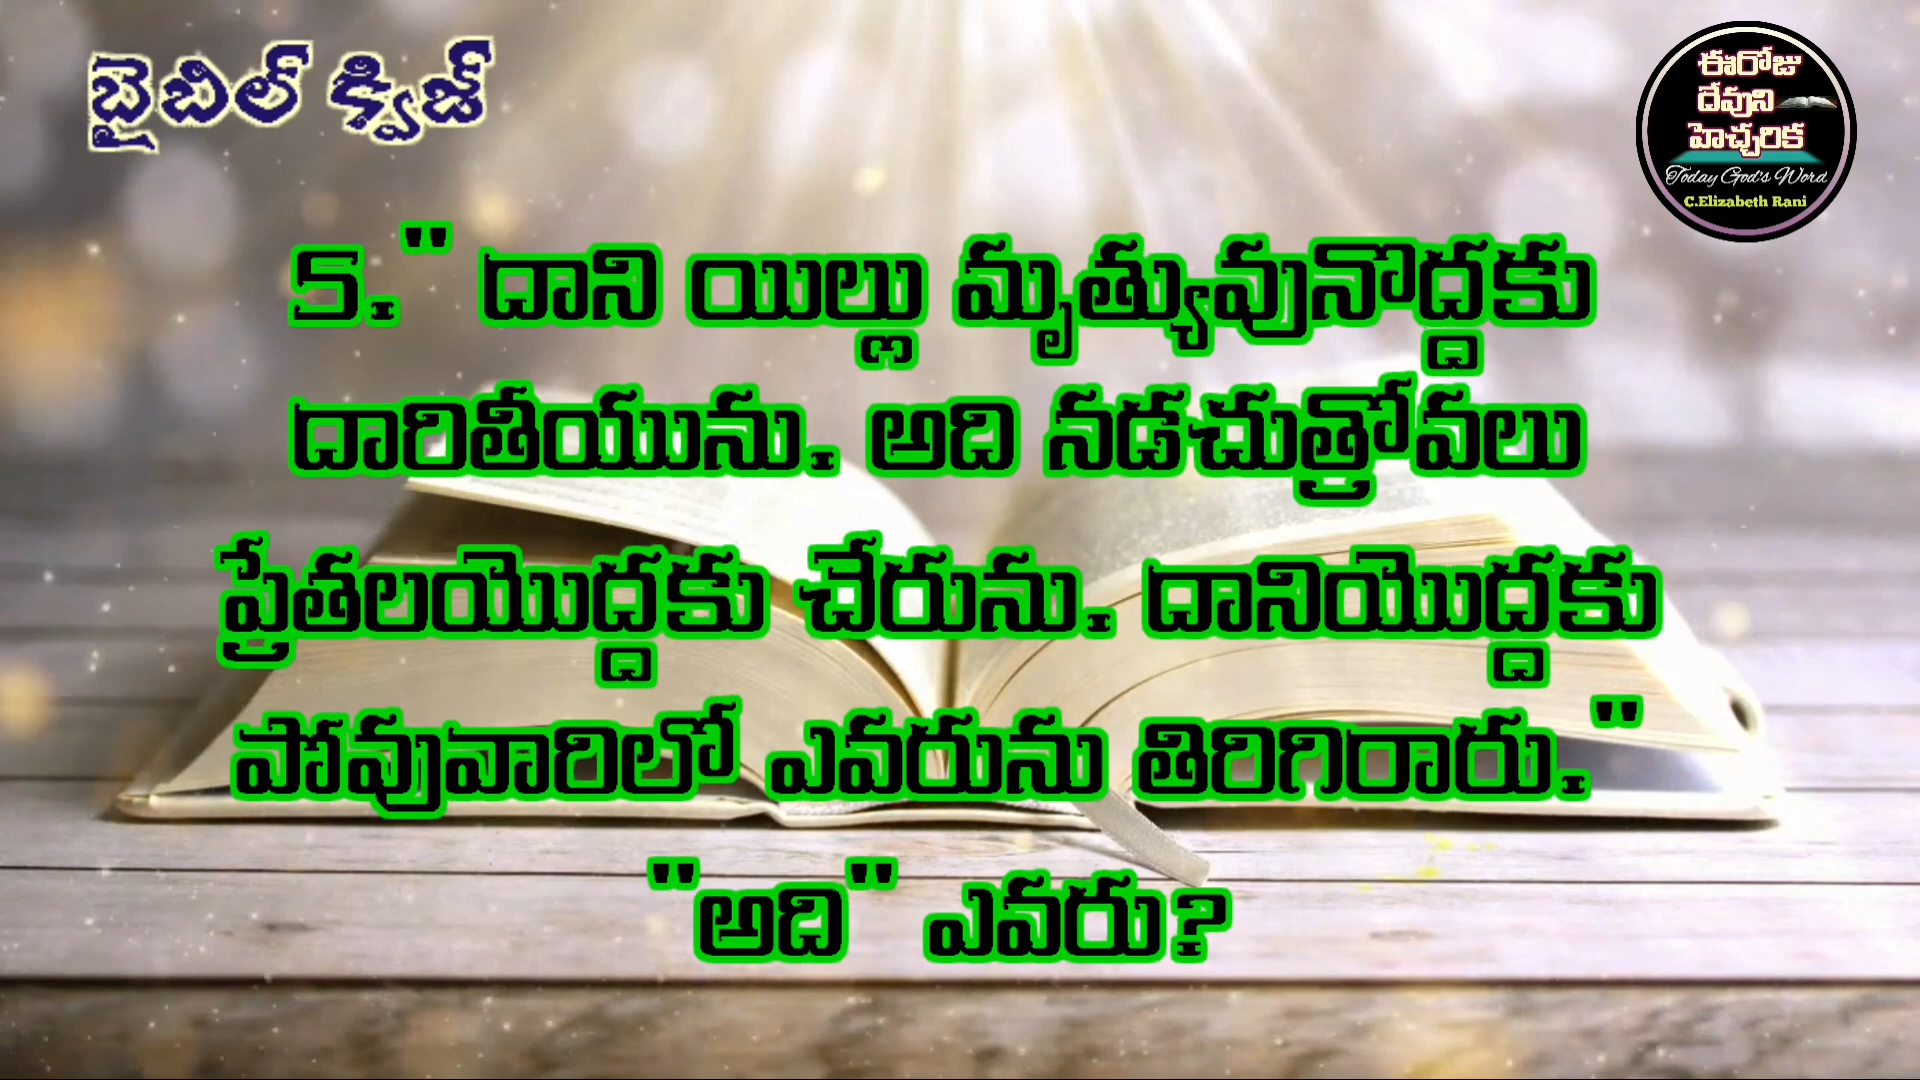 బైబిల్ క్విజ్
ఈరోజు
దేవుని
హెచ్చరిక
Today God's Word
C.Elizabeth Rani
5." దాని యిల్లు మృత్యువునొద్దకు
దారితీయును. అది నడచుత్రోవలు
ప్రేతలయొద్దకు చేరును. దానియొద్దకు
పోవువారిలో ఎవరును తిరిగిరారు."
"అది" ఎవరు?